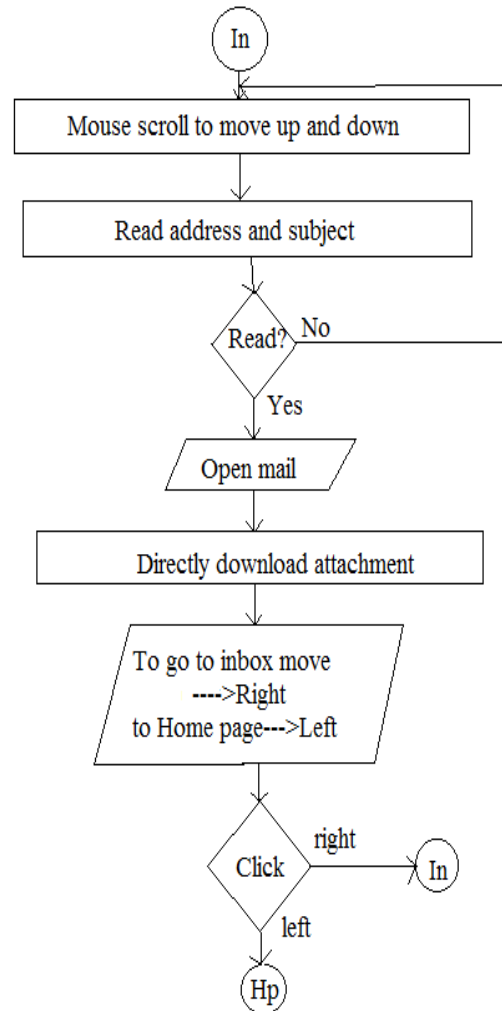 In
Mouse scroll to move up and down
Read address and subject
Read?
No
Yes
Open mail
Directly download attachment
To go to inbox move
---->Right
to Home page--->Left
Click
right
In
left
Hp